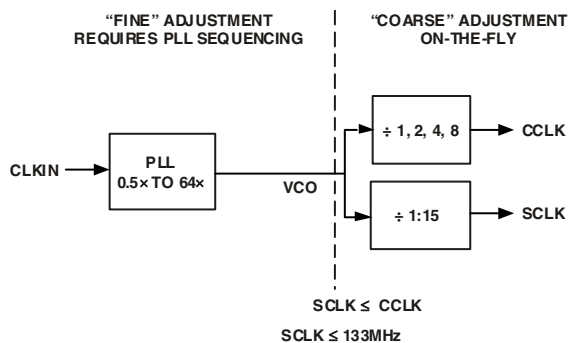 “FINE” ADJUSTMENT
REQUIRES PLL SEQUENCING
“COARSE” ADJUSTMENT
ON-THE-FLY
CLKIN
PLL
0.5× TO 64×
VCO
÷ 1, 2, 4, 8
CCLK
÷ 1:15
SCLK
SCLK ≤ CCLK
SCLK ≤ 133MHz